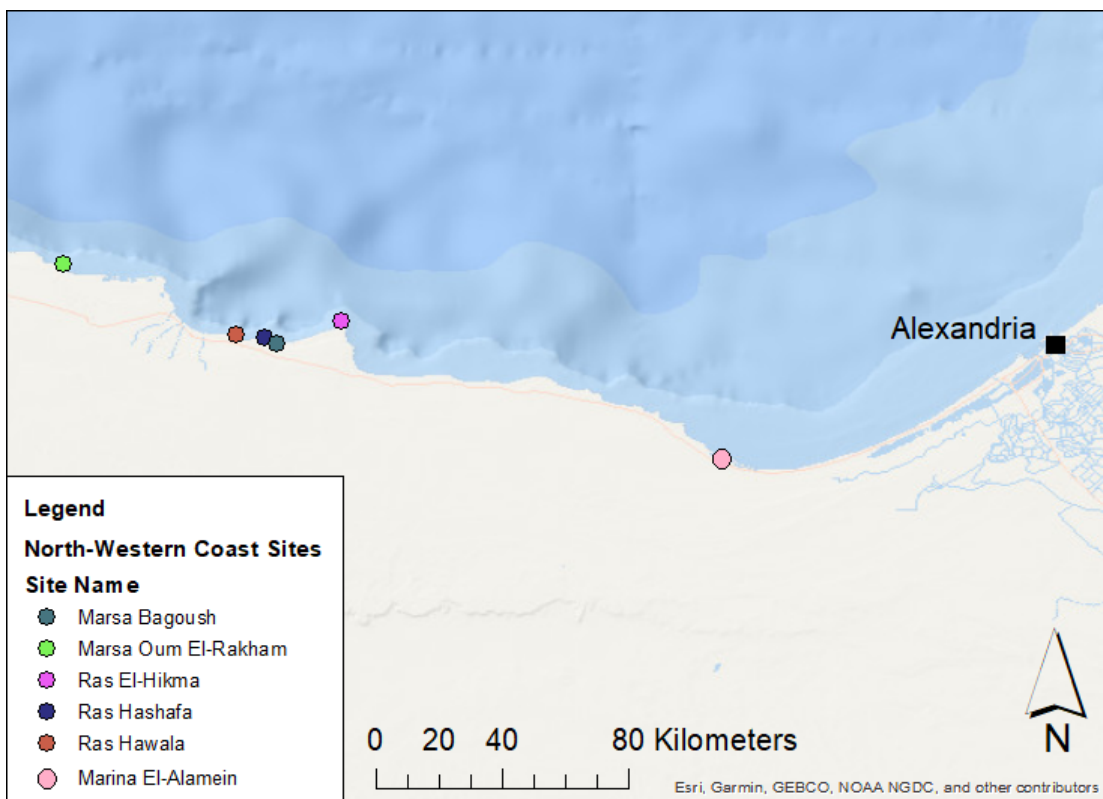 Alexandria
Legend
North-Western Coast Sites
Site Name
Marsa Bagoush
Marsa Oum El-Rakham
Ras El-Hikma
Ras Hashafa
Ras Hawala
Marina El-Alamein
0 20 40 80 Kilometers
N
Esri, Garmin, GEBCO, NOAA NGDC, and other contributors